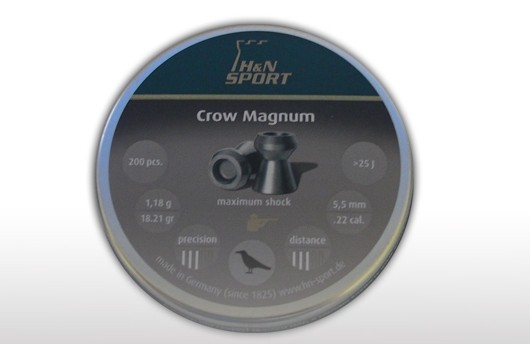 H&N
SPORT
Crow Magnum
200 pcs.
>25 J
maximum shock
1,18 g
18.21 gr
5,5 mm
.22 cal.
precision
distance
made in Germany (since 1825) www.hn-sport.de